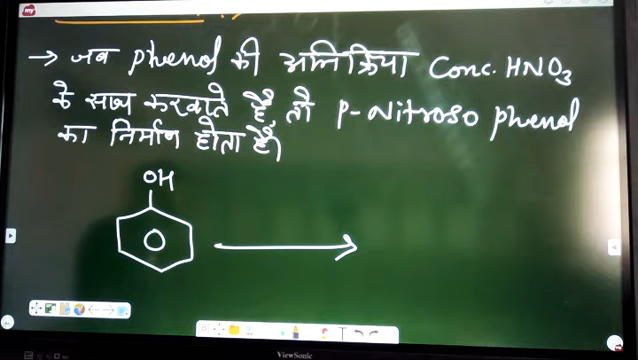 → जब phenol की अभिक्रिया Conc. HNO3
के साथ करवाते हैं, तो p-Nitroso phenol
का निर्माण होता है।
OH
ViewSonic